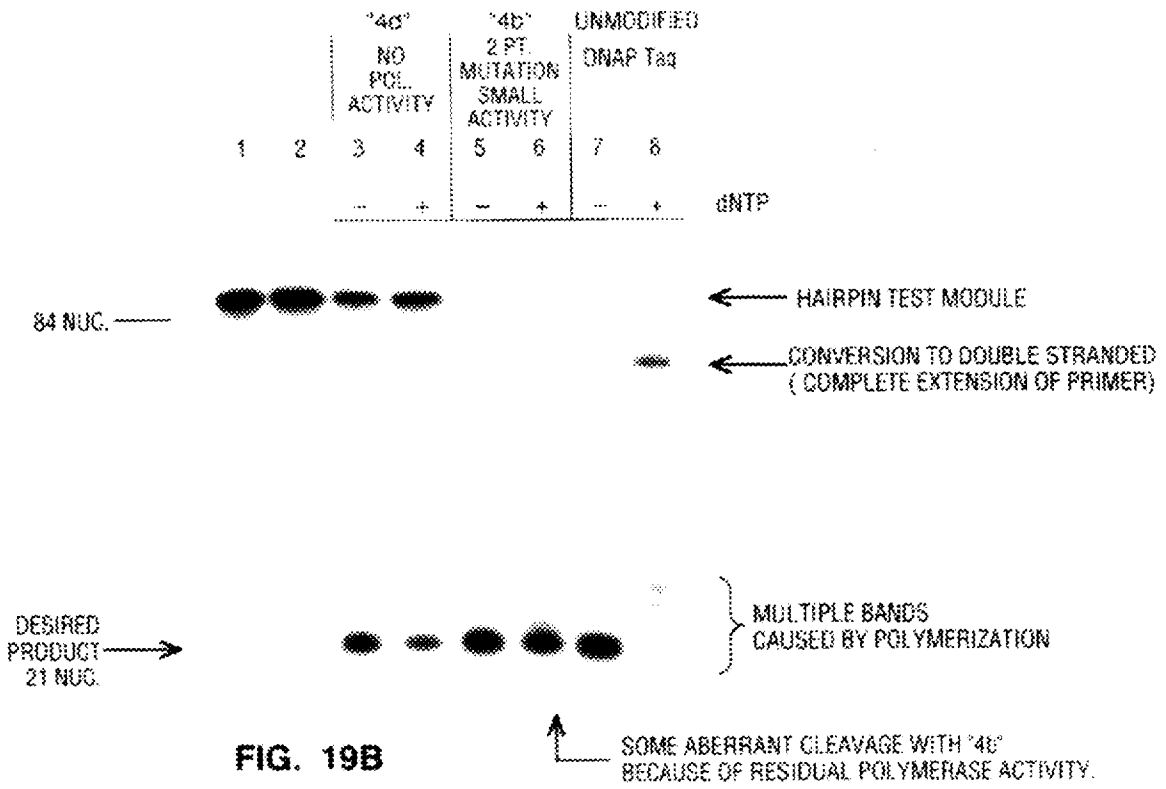 "4d"
NO
POL.
ACTIVITY
"4b"
2 PT.
MUTATION
SMALL
ACTIVITY
UNMODIFIED
DNAP Taq
1 2 3 4 5 6 7 8
- + - + - + dNTP
84 NUC.
HAIRPIN TEST MODULE
CONVERSION TO DOUBLE STRANDED
( COMPLETE EXTENSION OF PRIMER)
DESIRED
PRODUCT
21 NUC.
MULTIPLE BANDS
CAUSED BY POLYMERIZATION
SOME ABERRANT CLEAVAGE WITH "4b"
BECAUSE OF RESIDUAL POLYMERASE ACTIVITY.
FIG. 19B